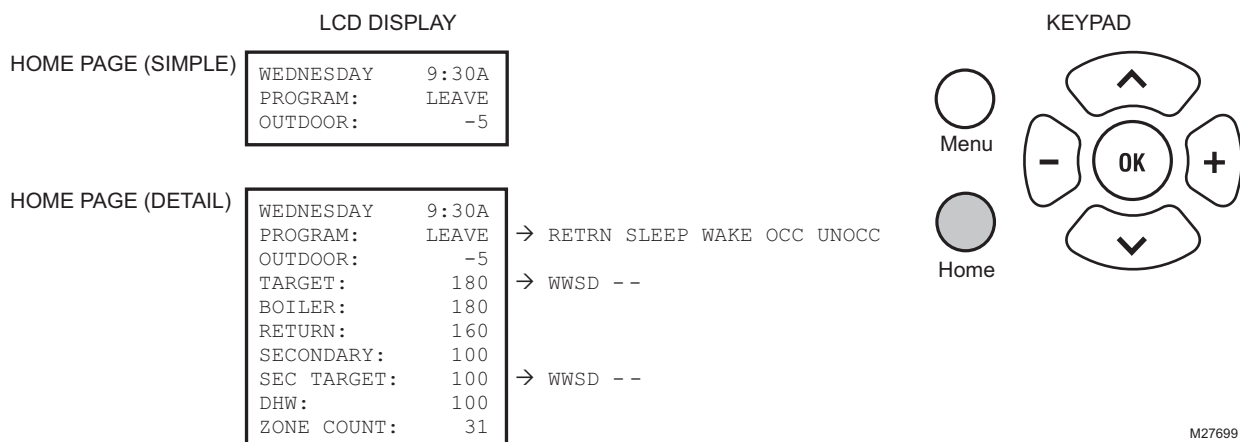 LCD DISPLAY
KEYPAD
HOME PAGE (SIMPLE)
WEDNESDAY 9:30A
PROGRAM: LEAVE
OUTDOOR: -5
HOME PAGE (DETAIL)
WEDNESDAY 9:30A
PROGRAM: LEAVE → RETRN SLEEP WAKE OCC UNOCC
OUTDOOR: -5
TARGET: 180 → WWSD --
BOILER: 180
RETURN: 160
SECONDARY: 100
SEC TARGET: 100 → WWSD --
DHW: 100
ZONE COUNT: 31
Menu
- OK +
Home
M27699